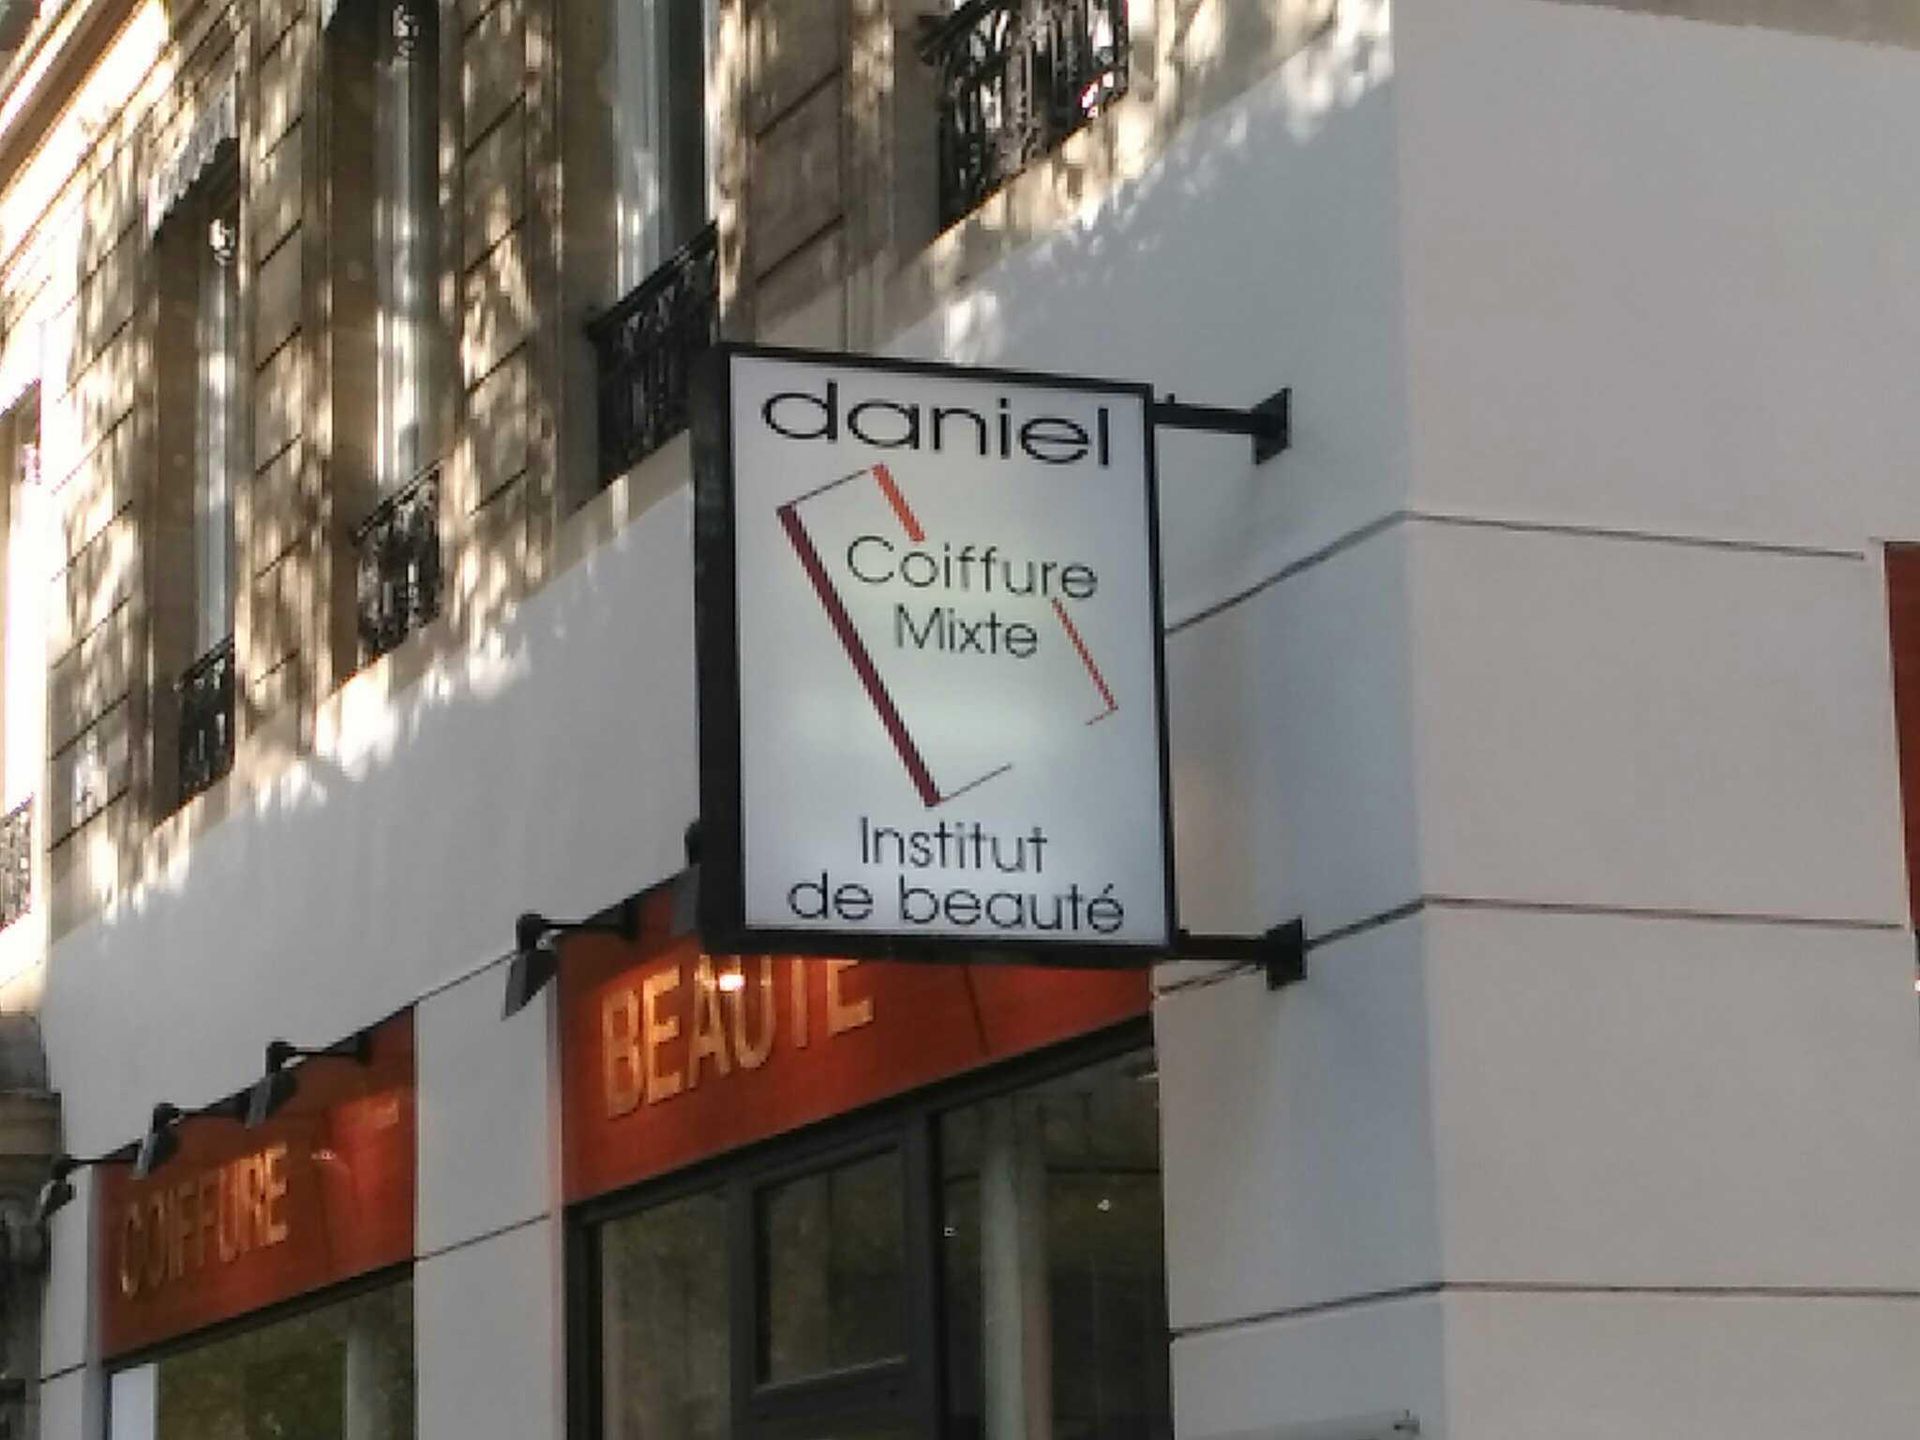 daniel
Coiffure
Mixte
Institut
de beauté
BEAUTE
COIFFURE